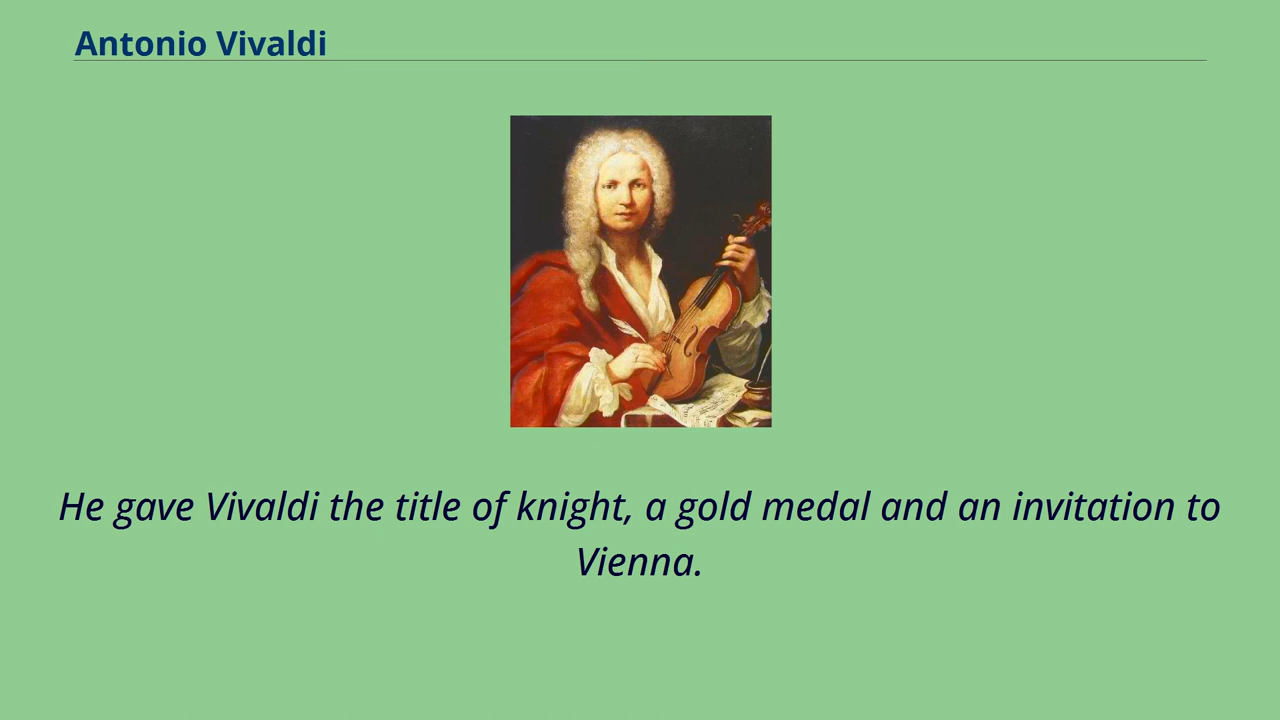 Antonio Vivaldi
He gave Vivaldi the title of knight, a gold medal and an invitation to
Vienna.